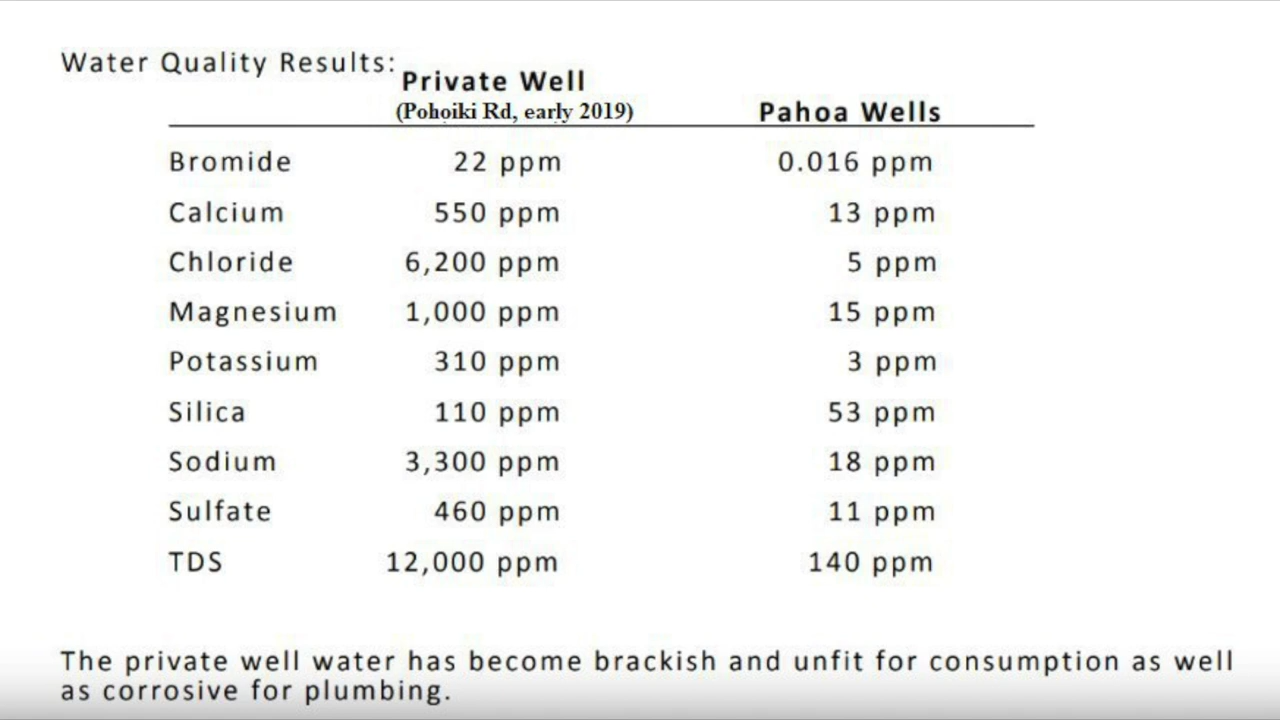 Water Quality Results:
Private Well
(Pohoiki Rd, early 2019)
Pahoa Wells
Bromide 22 ppm 0.016 ppm
Calcium 550 ppm 13 ppm
Chloride 6,200 ppm 5 ppm
Magnesium 1,000 ppm 15 ppm
Potassium 310 ppm 3 ppm
Silica 110 ppm 53 ppm
Sodium 3,300 ppm 18 ppm
Sulfate 460 ppm 11 ppm
TDS 12,000 ppm 140 ppm
The private well water has become brackish and unfit for consumption as well
as corrosive for plumbing.